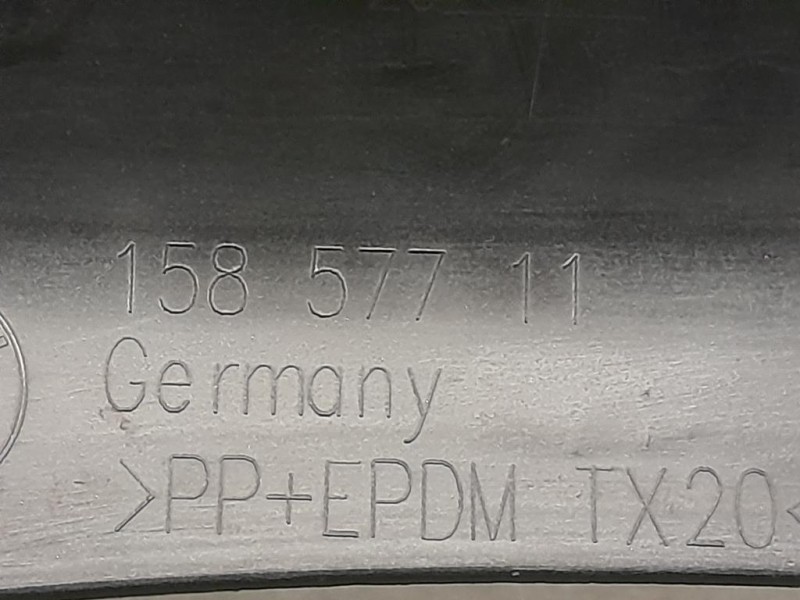 158 577 11
Germany
>PP+EPDM TX20<